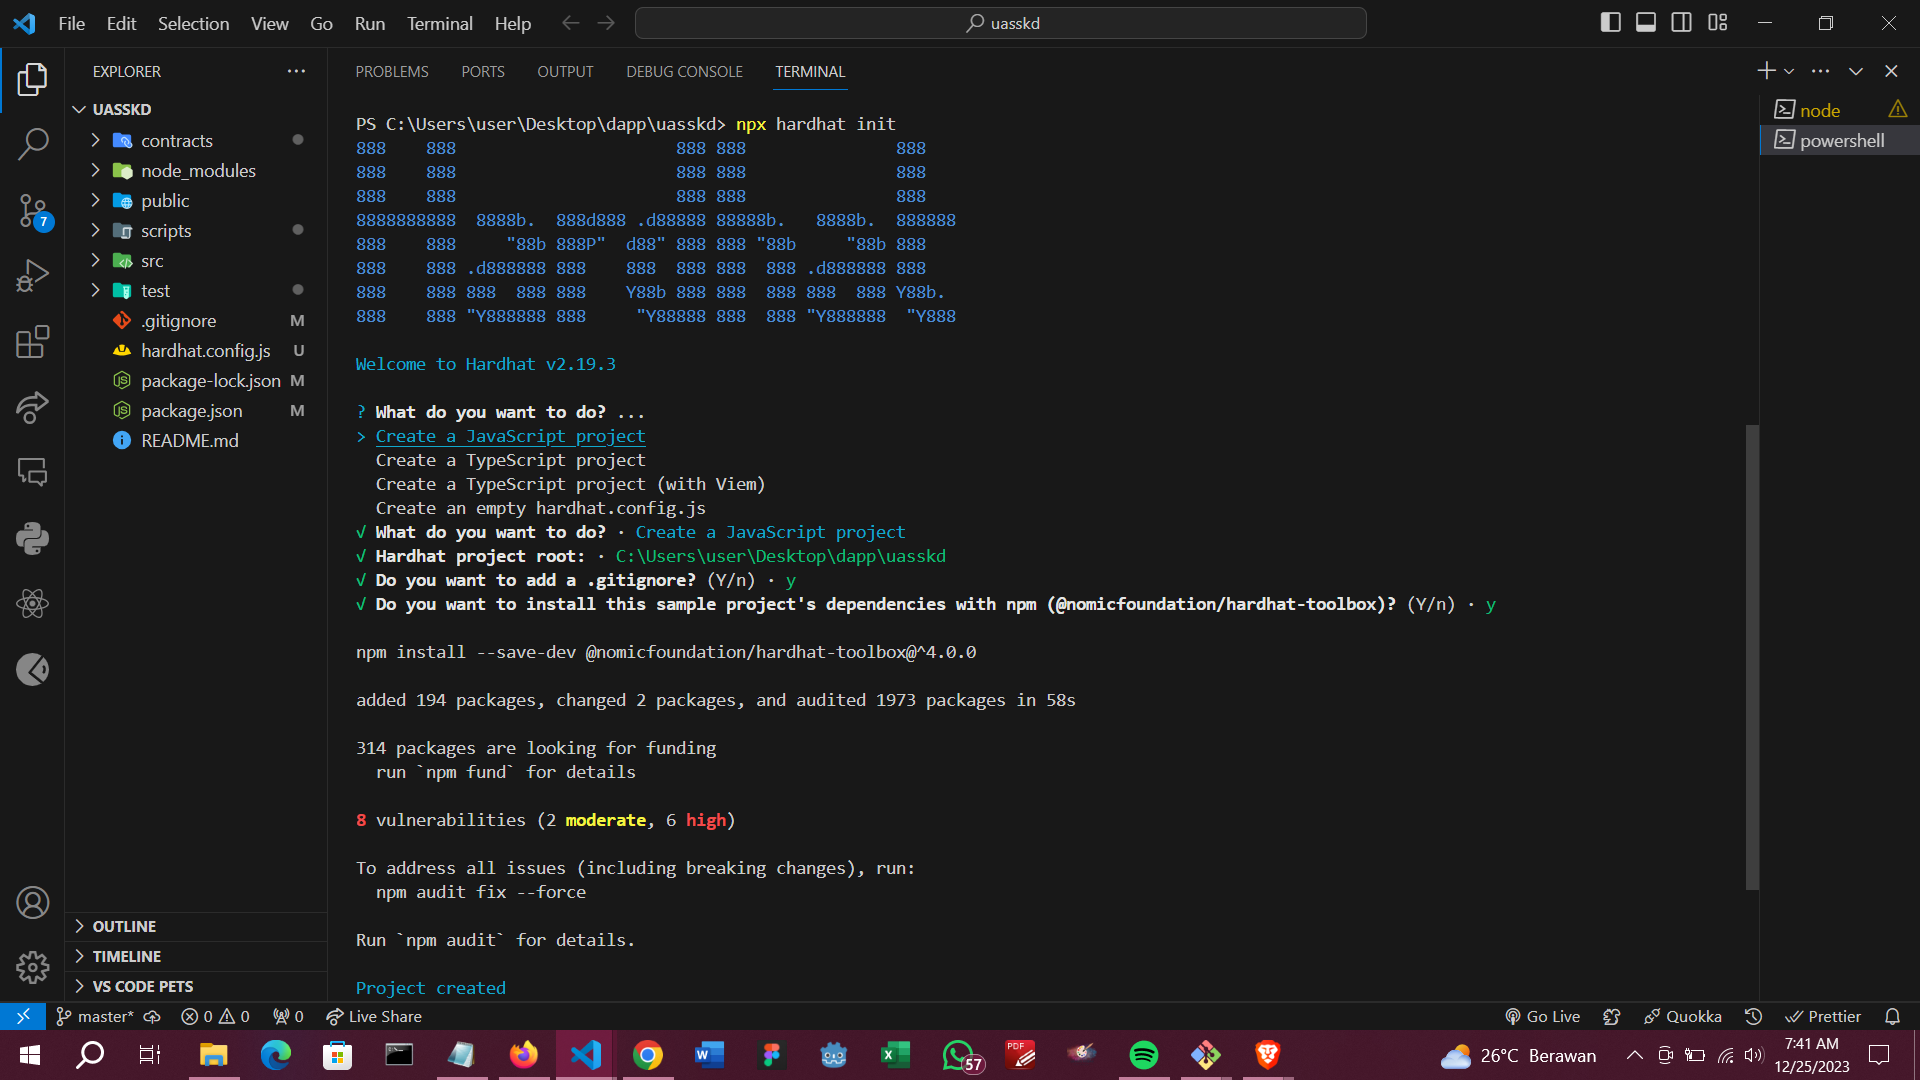 File Edit Selection View Go Run Terminal Help
uasskd
EXPLORER
UASSKD
contracts
node_modules
public
scripts
src
test
.gitignore M
hardhat.config.js U
package-lock.json M
package.json M
README.md
OUTLINE
TIMELINE
VS CODE PETS
7
PROBLEMS PORTS OUTPUT DEBUG CONSOLE TERMINAL
node
powershell
PS C:\Users\user\Desktop\dapp\uasskd> npx hardhat init
888    888                      888 888               888
888    888                      888 888               888
888    888                      888 888               888
8888888888  8888b.  888d888 .d88888 88888b.   8888b.  888888
888    888     "88b 888P"  d88" 888 888 "88b     "88b 888
888    888 .d888888 888    888  888 888  888 .d888888 888
888    888 888  888 888    Y88b 888 888  888 888  888 Y88b.
888    888 "Y888888 888     "Y88888 888  888 "Y888888  "Y888
Welcome to Hardhat v2.19.3
? What do you want to do? ...
> Create a JavaScript project
Create a TypeScript project
Create a TypeScript project (with Viem)
Create an empty hardhat.config.js
√ What do you want to do? · Create a JavaScript project
√ Hardhat project root: · C:\Users\user\Desktop\dapp\uasskd
√ Do you want to add a .gitignore? (Y/n) · y
√ Do you want to install this sample project's dependencies with npm (@nomicfoundation/hardhat-toolbox)? (Y/n) · y
npm install --save-dev @nomicfoundation/hardhat-toolbox@^4.0.0
added 194 packages, changed 2 packages, and audited 1973 packages in 58s
314 packages are looking for funding
run `npm fund` for details
8 vulnerabilities (2 moderate, 6 high)
To address all issues (including breaking changes), run:
npm audit fix --force
Run `npm audit` for details.
Project created
master* 0 0 0 Live Share
Go Live Quokka Prettier
57
PDF
26°C Berawan
7:41 AM
12/25/2023